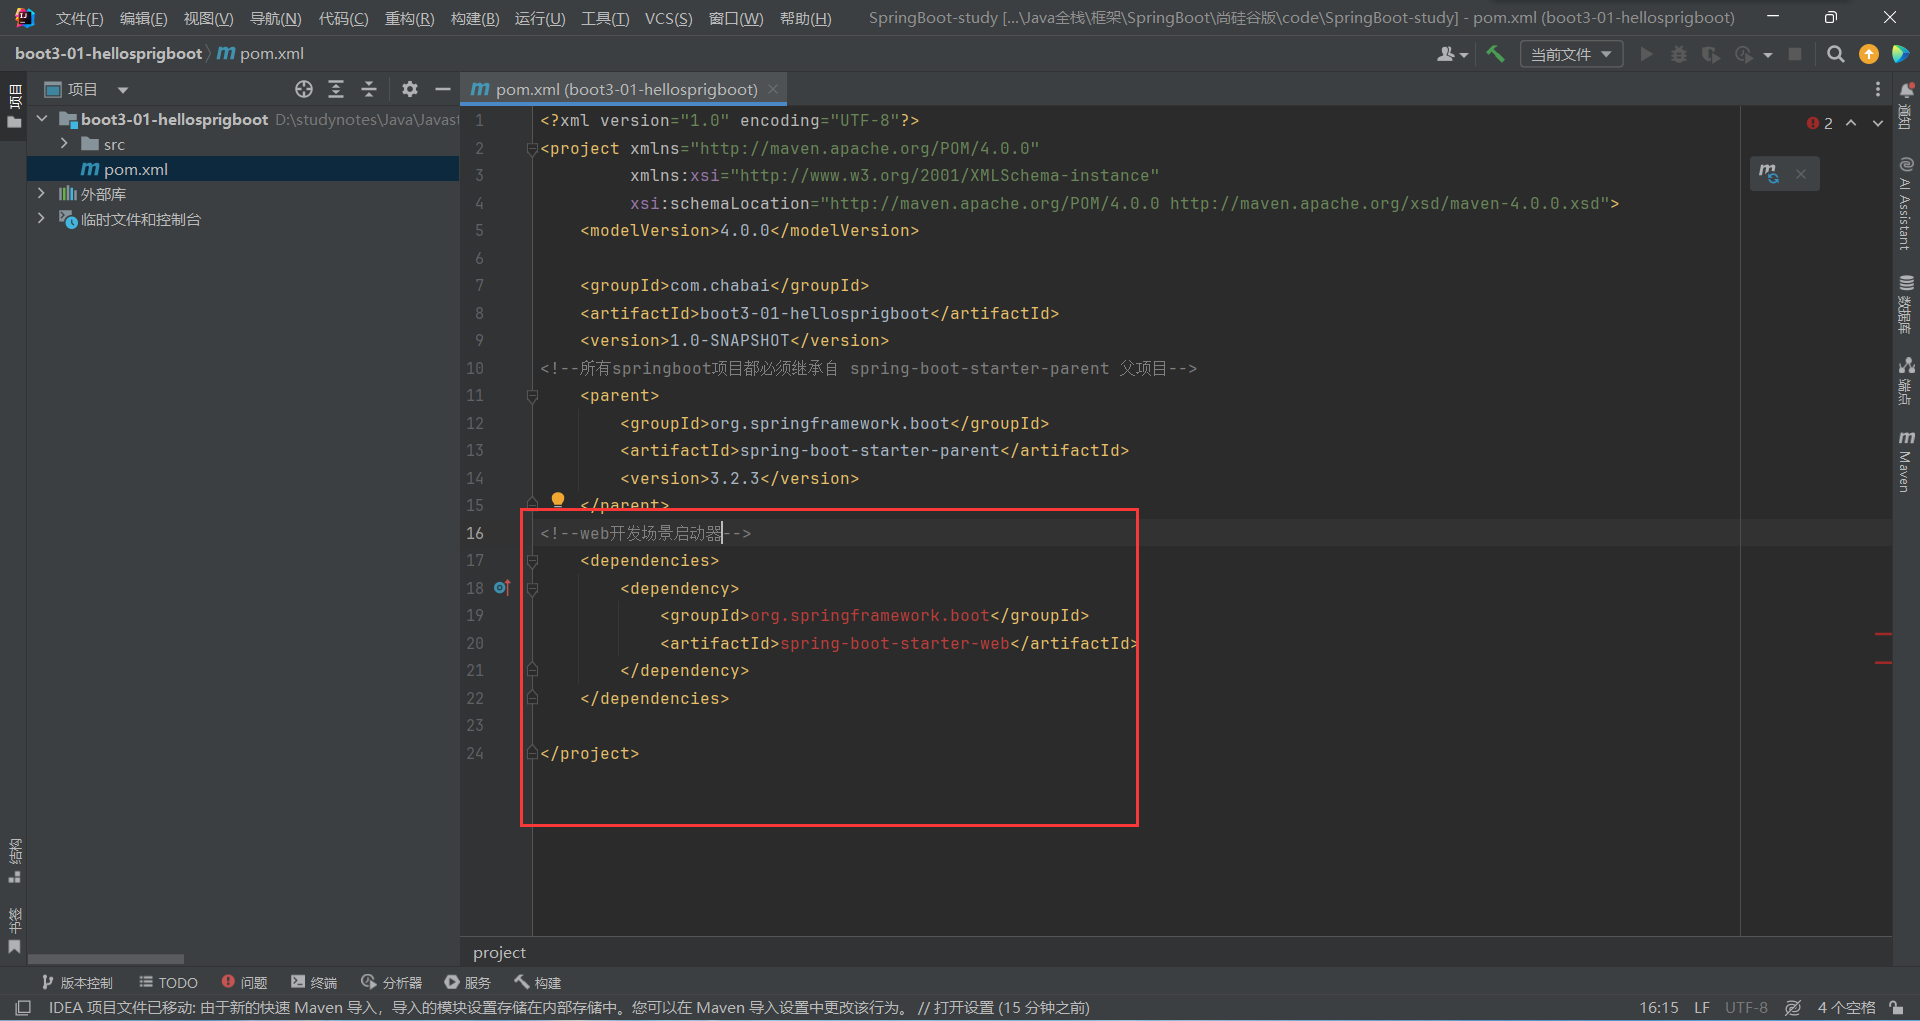 文件(F) 编辑(E) 视图(V) 导航(N) 代码(C) 重构(R) 构建(B) 运行(U) 工具(T) VCS(S) 窗口(W) 帮助(H) SpringBoot-study [...\Java全栈\框架\SpringBoot\尚硅谷版\code\SpringBoot-study] - pom.xml (boot3-01-hellosprigboot)
boot3-01-hellosprigboot pom.xml 当前文件
项目 pom.xml (boot3-01-hellosprigboot)
项目
boot3-01-hellosprigboot D:\studynotes\Java\Javast
src
pom.xml
外部库
临时文件和控制台
结构
书签
1 <?xml version="1.0" encoding="UTF-8"?>
2 <project xmlns="http://maven.apache.org/POM/4.0.0"
3 xmlns:xsi="http://www.w3.org/2001/XMLSchema-instance"
4 xsi:schemaLocation="http://maven.apache.org/POM/4.0.0 http://maven.apache.org/xsd/maven-4.0.0.xsd">
5 <modelVersion>4.0.0</modelVersion>
6
7 <groupId>com.chabai</groupId>
8 <artifactId>boot3-01-hellosprigboot</artifactId>
9 <version>1.0-SNAPSHOT</version>
10 <!--所有springboot项目都必须继承自 spring-boot-starter-parent 父项目-->
11 <parent>
12 <groupId>org.springframework.boot</groupId>
13 <artifactId>spring-boot-starter-parent</artifactId>
14 <version>3.2.3</version>
15 </parent>
16 <!--web开发场景启动器-->
17 <dependencies>
18 <dependency>
19 <groupId>org.springframework.boot</groupId>
20 <artifactId>spring-boot-starter-web</artifactId>
21 </dependency>
22 </dependencies>
23
24 </project>
2
通知
AI Assistant
数据库
端点
Maven
project
版本控制 TODO 问题 终端 分析器 服务 构建
IDEA 项目文件已移动: 由于新的快速 Maven 导入，导入的模块设置存储在内部存储中。您可以在 Maven 导入设置中更改该行为。 // 打开设置 (15 分钟之前) 16:15 LF UTF-8 4 个空格